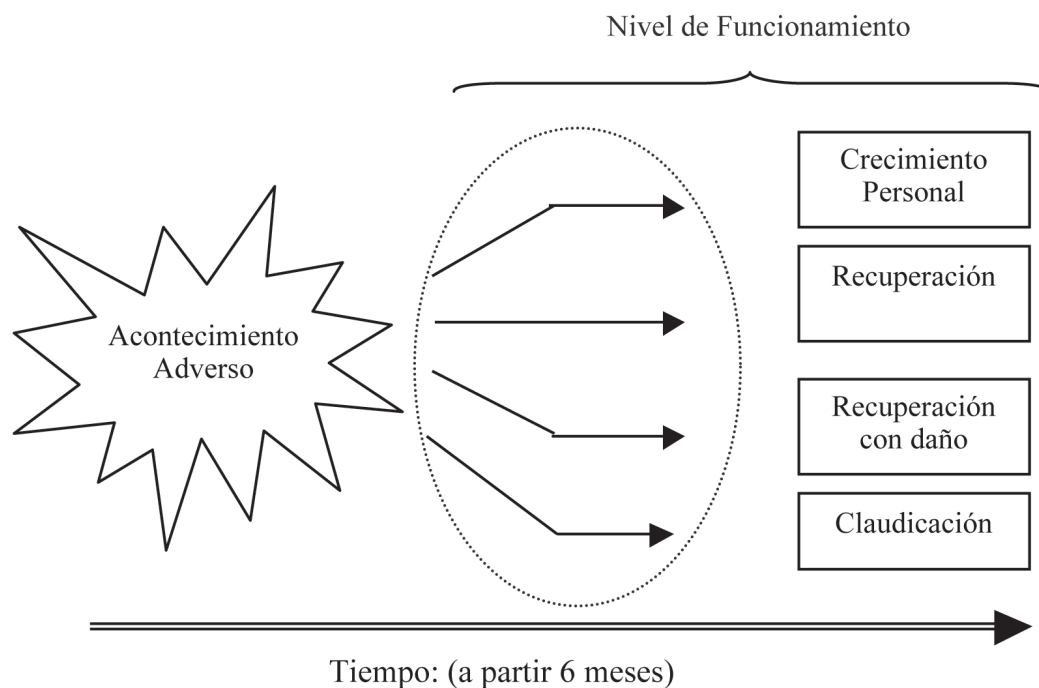 Nivel de Funcionamiento
Crecimiento
Personal
Recuperación
Acontecimiento
Adverso
Recuperación
con daño
Claudicación
Tiempo: (a partir 6 meses)